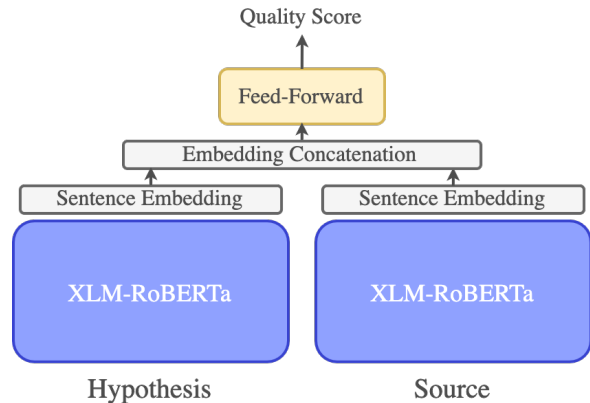 Quality Score
Feed-Forward
Embedding Concatenation
Sentence Embedding
Sentence Embedding
XLM-RoBERTa
XLM-RoBERTa
Hypothesis
Source